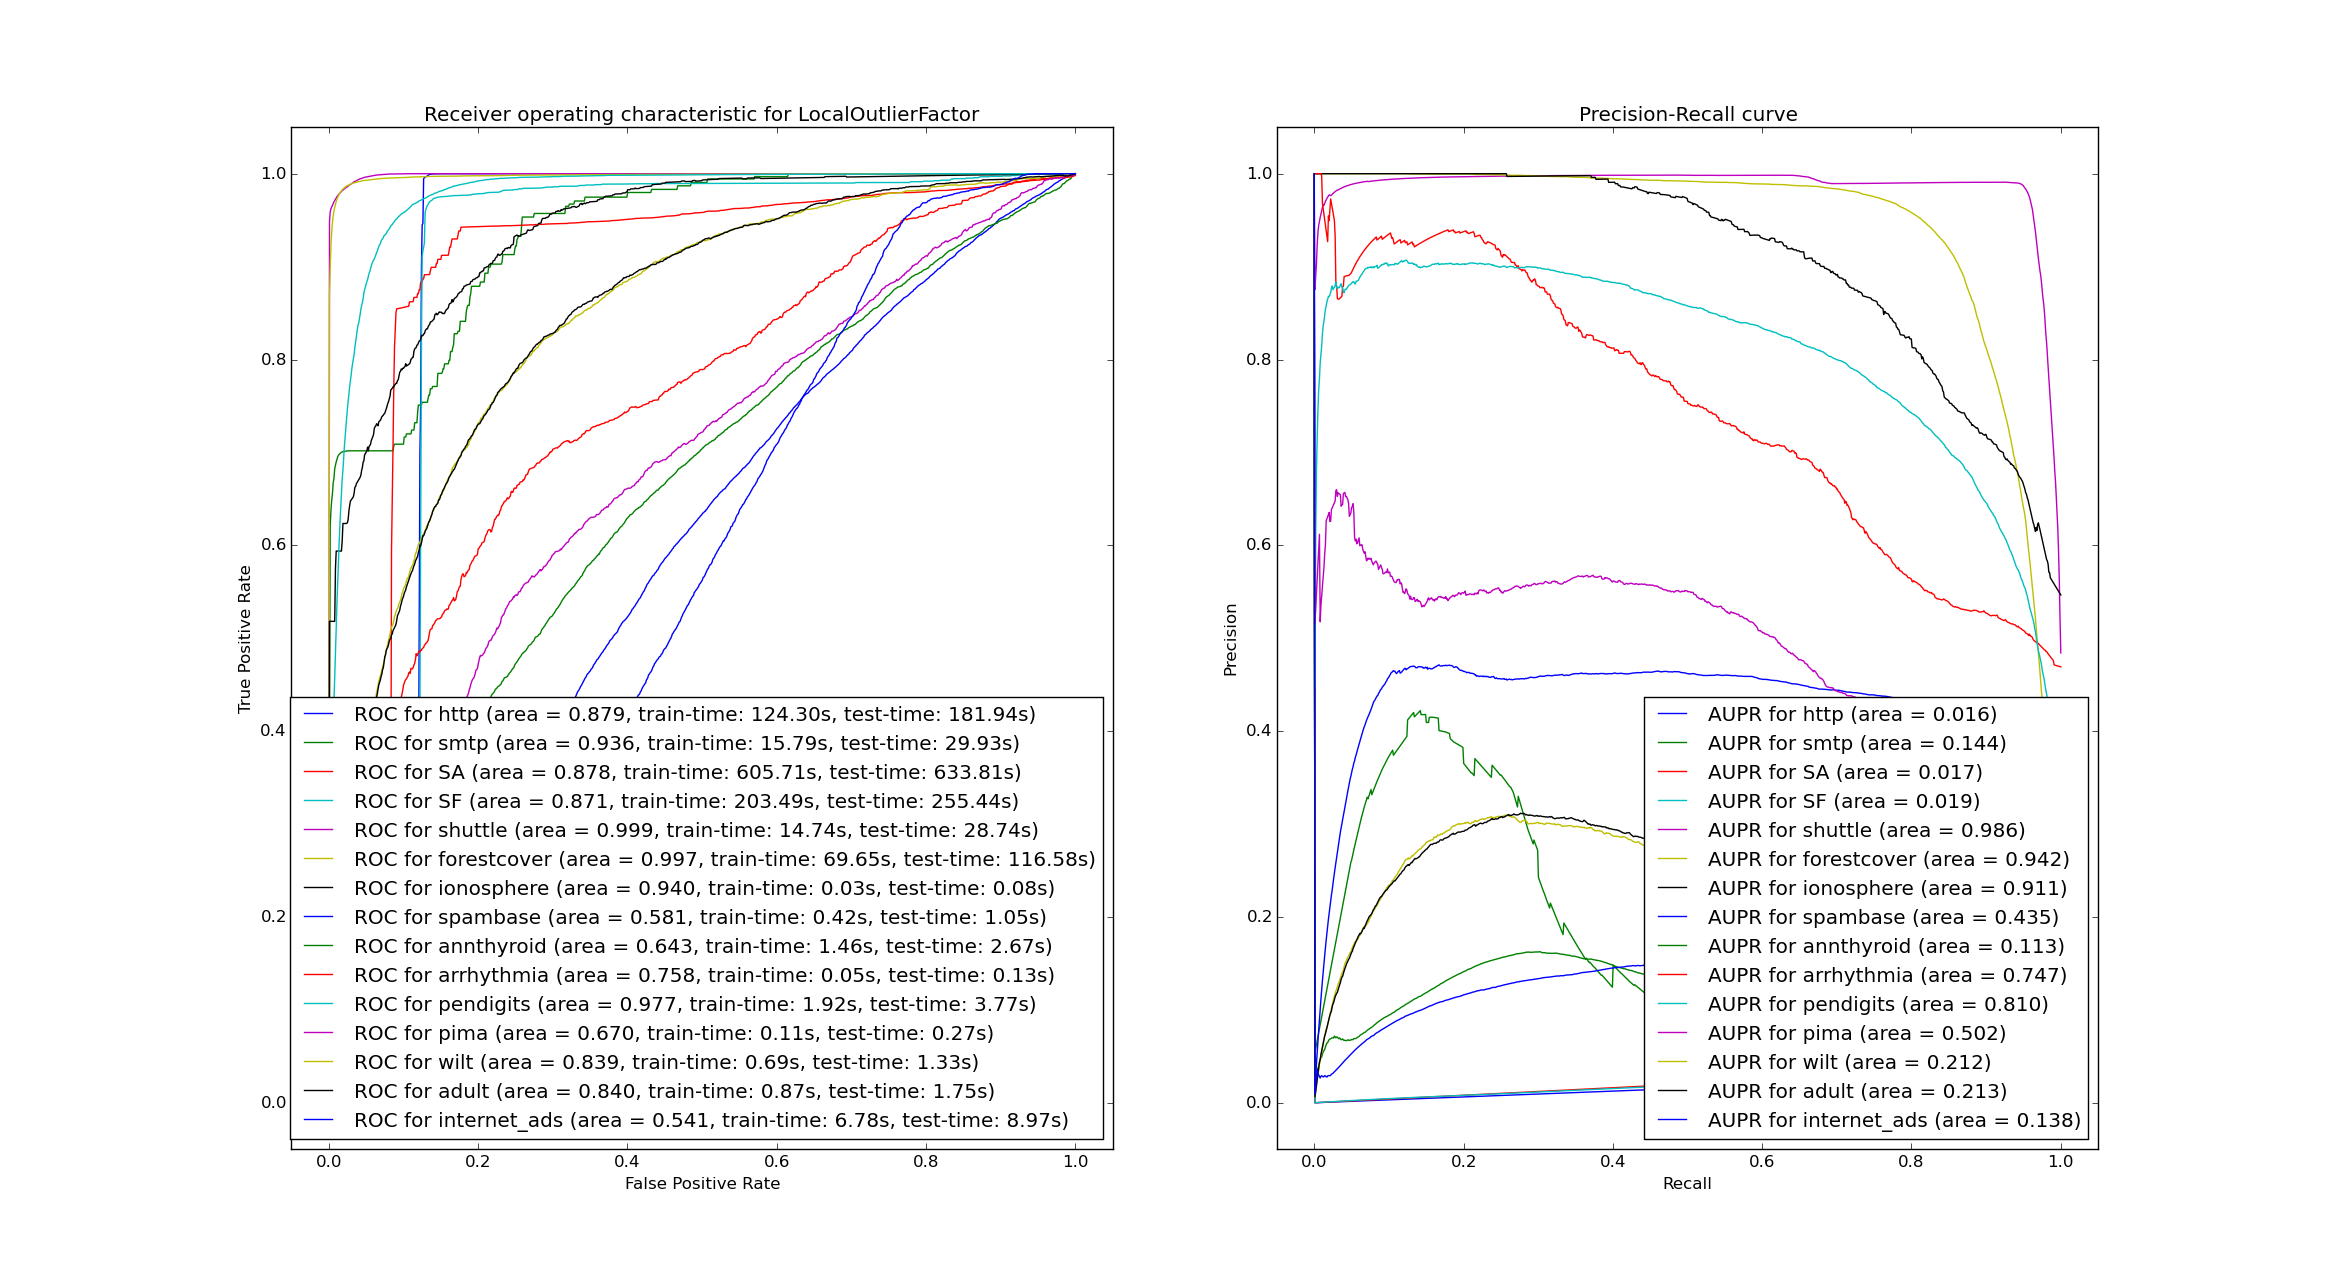 Receiver operating characteristic for LocalOutlierFactor
1.0
0.8
0.6
0.4
0.2
0.0
True Positive Rate
ROC for http (area = 0.879, train-time: 124.30s, test-time: 181.94s)
ROC for smtp (area = 0.936, train-time: 15.79s, test-time: 29.93s)
ROC for SA (area = 0.878, train-time: 605.71s, test-time: 633.81s)
ROC for SF (area = 0.871, train-time: 203.49s, test-time: 255.44s)
ROC for shuttle (area = 0.999, train-time: 14.74s, test-time: 28.74s)
ROC for forestcover (area = 0.997, train-time: 69.65s, test-time: 116.58s)
ROC for ionosphere (area = 0.940, train-time: 0.03s, test-time: 0.08s)
ROC for spambase (area = 0.581, train-time: 0.42s, test-time: 1.05s)
ROC for annthyroid (area = 0.643, train-time: 1.46s, test-time: 2.67s)
ROC for arrhythmia (area = 0.758, train-time: 0.05s, test-time: 0.13s)
ROC for pendigits (area = 0.977, train-time: 1.92s, test-time: 3.77s)
ROC for pima (area = 0.670, train-time: 0.11s, test-time: 0.27s)
ROC for wilt (area = 0.839, train-time: 0.69s, test-time: 1.33s)
ROC for adult (area = 0.840, train-time: 0.87s, test-time: 1.75s)
ROC for internet_ads (area = 0.541, train-time: 6.78s, test-time: 8.97s)
0.0 0.2 0.4 0.6 0.8 1.0
False Positive Rate
Precision-Recall curve
1.0
0.8
0.6
0.4
0.2
0.0
Precision
AUPR for http (area = 0.016)
AUPR for smtp (area = 0.144)
AUPR for SA (area = 0.017)
AUPR for SF (area = 0.019)
AUPR for shuttle (area = 0.986)
AUPR for forestcover (area = 0.942)
AUPR for ionosphere (area = 0.911)
AUPR for spambase (area = 0.435)
AUPR for annthyroid (area = 0.113)
AUPR for arrhythmia (area = 0.747)
AUPR for pendigits (area = 0.810)
AUPR for pima (area = 0.502)
AUPR for wilt (area = 0.212)
AUPR for adult (area = 0.213)
AUPR for internet_ads (area = 0.138)
0.0 0.2 0.4 0.6 0.8 1.0
Recall